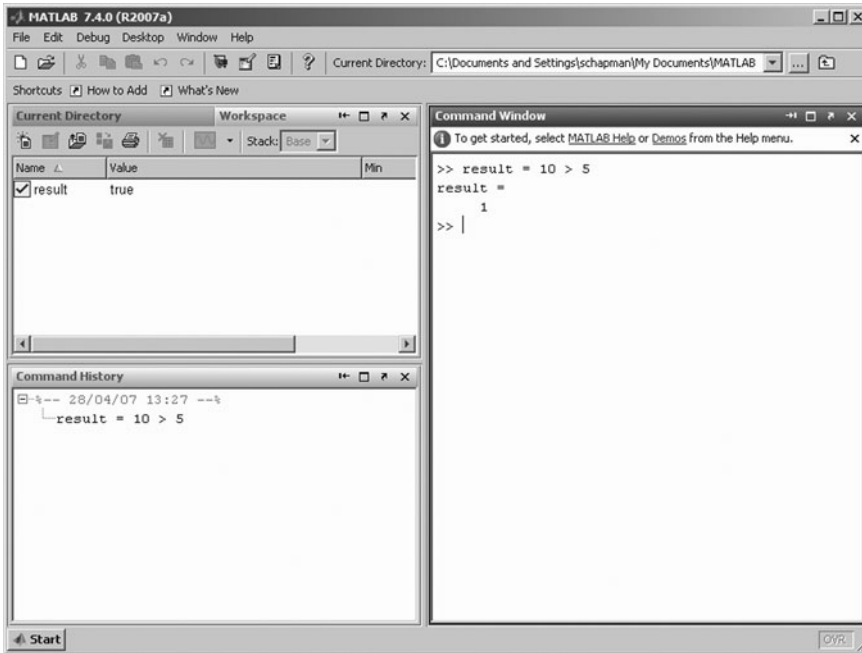 MATLAB 7.4.0 (R2007a)
File Edit Debug Desktop Window Help
Current Directory: C:\Documents and Settings\schapman\My Documents\MATLAB ...
Shortcuts How to Add What's New
Current Directory Workspace
Stack: Base
Name Value Min
result true
Command History
%-- 28/04/07 13:27 --%
result = 10 > 5
Command Window
To get started, select MATLAB Help or Demos from the Help menu.
>> result = 10 > 5
result =
1
>>
Start
OVR